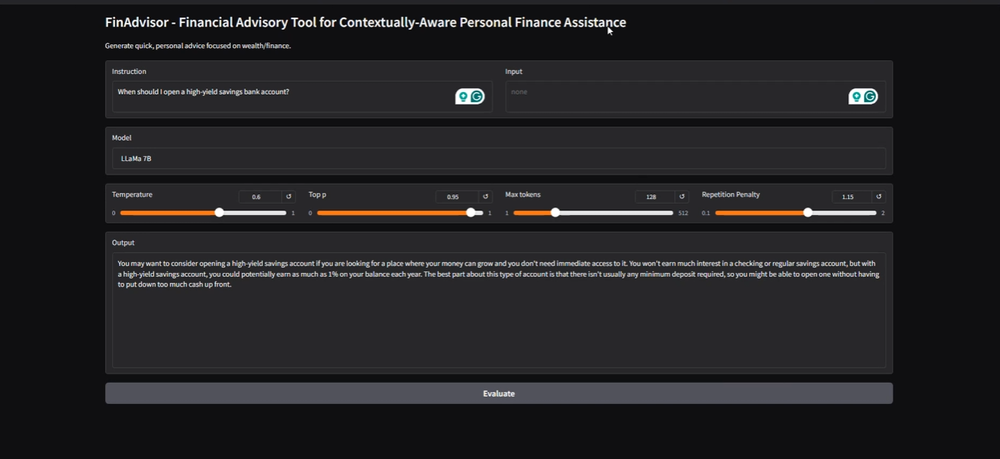 FinAdvisor - Financial Advisory Tool for Contextually-Aware Personal Finance Assistance
Generate quick, personal advice focused on wealth/finance.
Instruction
When should I open a high-yield savings bank account?
Input
none
Model
LLaMa 7B
Temperature
0.6
0
1
Top p
0.95
0
1
Max tokens
128
1
512
Repetition Penalty
1.15
0.1
2
Output
You may want to consider opening a high-yield savings account if you are looking for a place where your money can grow and you don't need immediate access to it. You won't earn much interest in a checking or regular savings account, but with
a high-yield savings account, you could potentially earn as much as 1% on your balance each year. The best part about this type of account is that there isn't usually any minimum deposit required, so you might be able to open one without having
to put down too much cash up front.
Evaluate